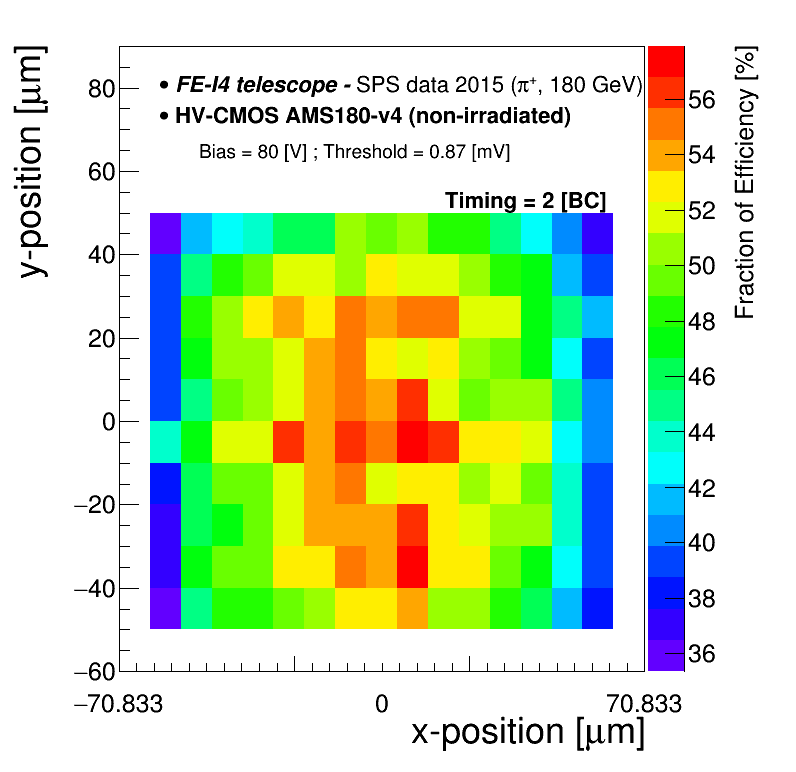 • FE-I4 telescope - SPS data 2015 (π⁺, 180 GeV)
• HV-CMOS AMS180-v4 (non-irradiated)
Bias = 80 [V] ; Threshold = 0.87 [mV]
Timing = 2 [BC]
y-position [μm]
80
60
40
20
0
−20
−40
−60
−70.833 0 70.833
x-position [μm]
Fraction of Efficiency [%]
56
54
52
50
48
46
44
42
40
38
36